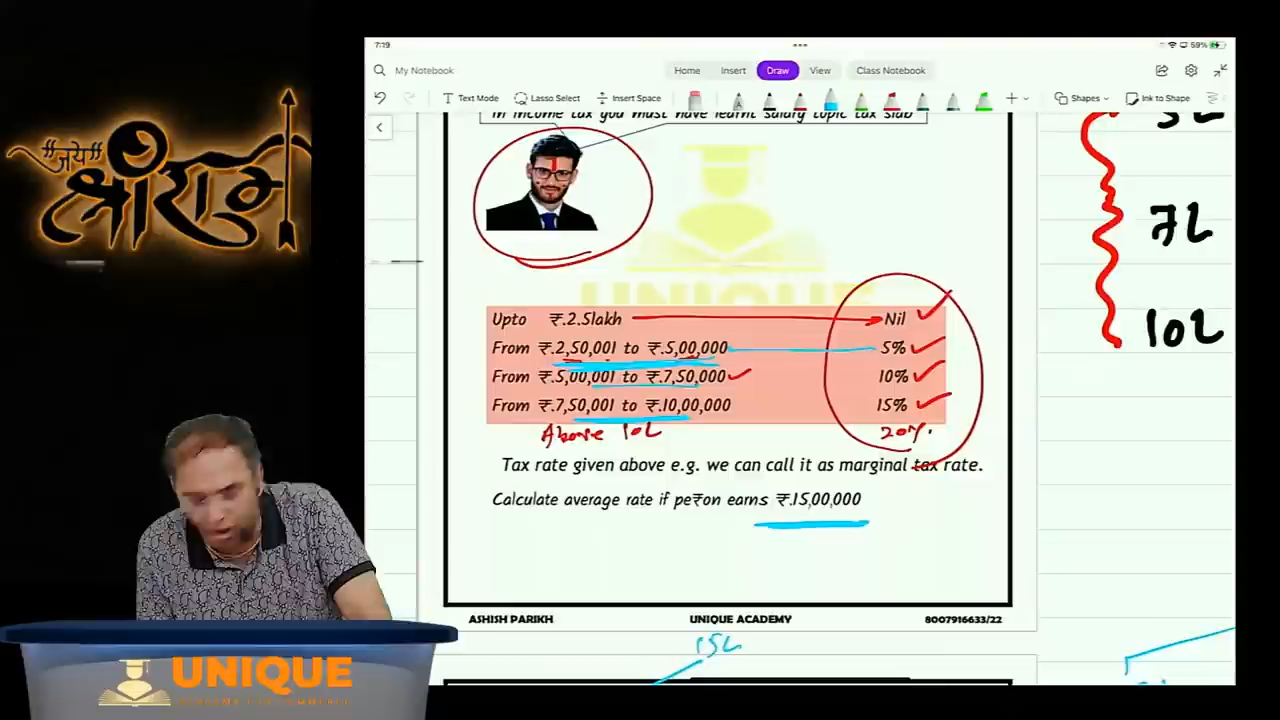 7:19
59%
My Notebook
Home Insert Draw View Class Notebook
Text Mode Lasso Select Insert Space Shapes Ink to Shape
In income tax you must have learnt salary topic tax slab
"जय"
श्रीराम
7L
10L
UNIQUE
Upto ₹.2.5lakh Nil
From ₹.2,50,001 to ₹.5,00,000 5%
From ₹.5,00,001 to ₹.7,50,000 10%
From ₹.7,50,001 to ₹.10,00,000 15%
Above 10L 20%.
Tax rate given above e.g. we can call it as marginal tax rate.
Calculate average rate if pe₹on earns ₹.15,00,000
ASHISH PARIKH UNIQUE ACADEMY 8007916633/22
15L
UNIQUE